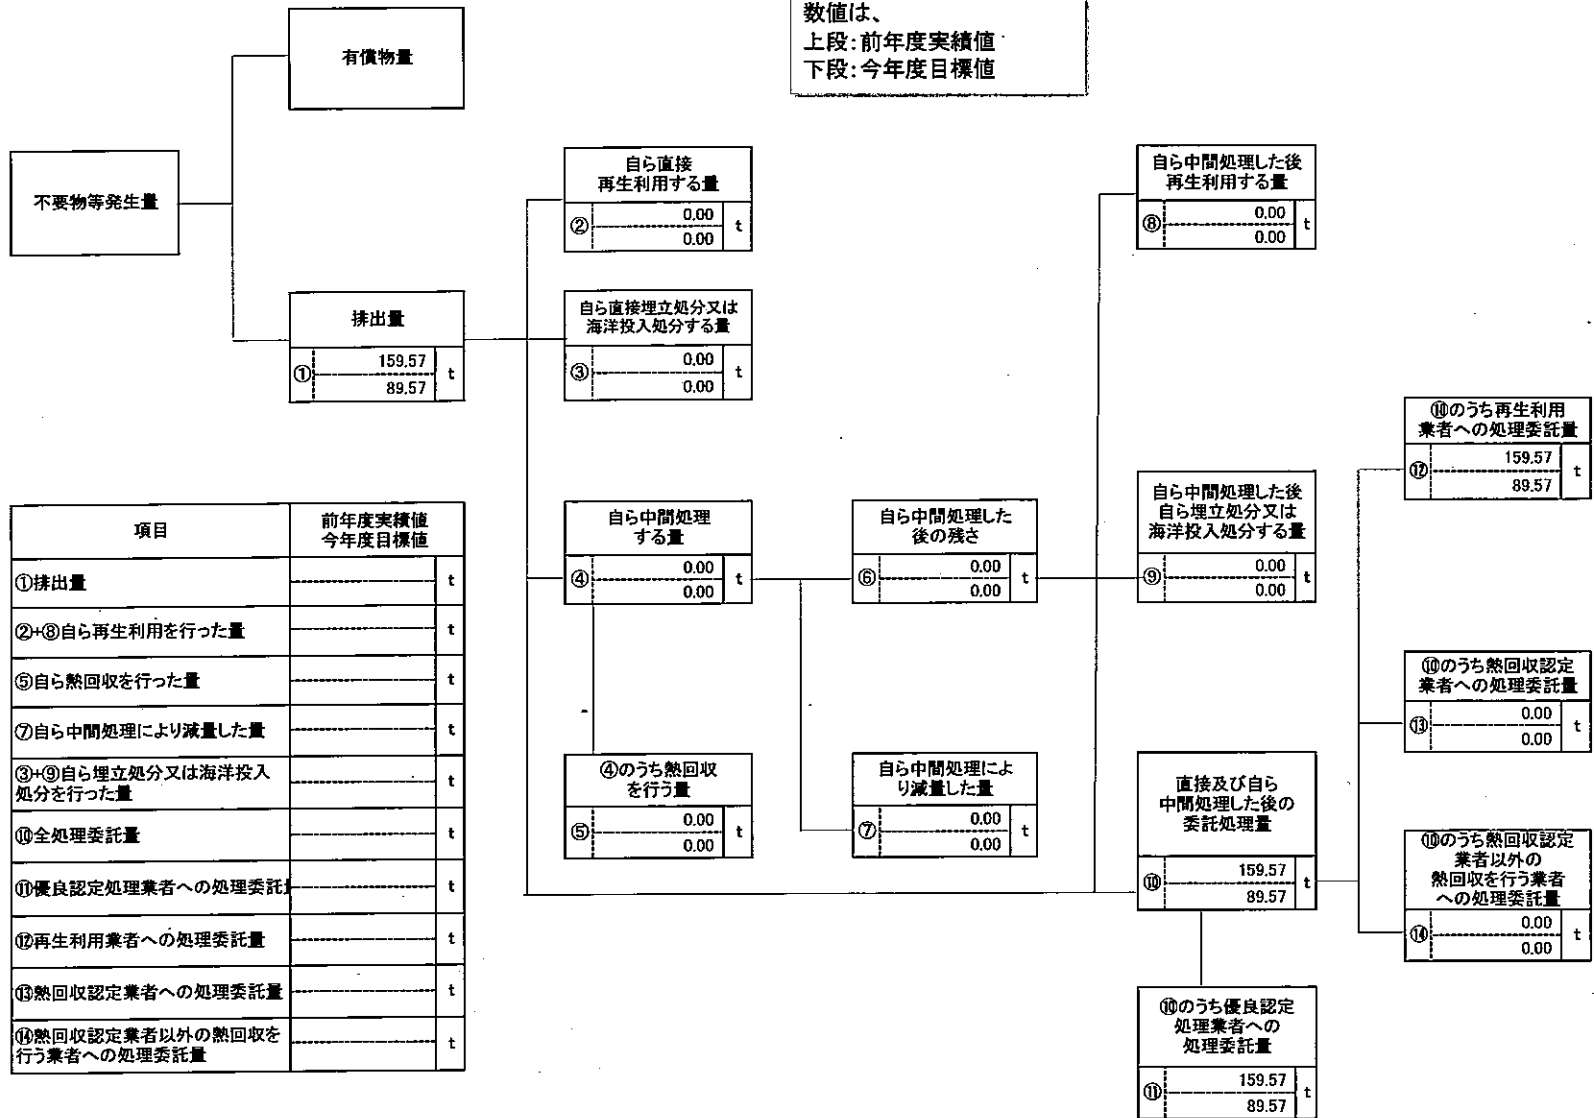 数値は、
上段：前年度実績値
下段：今年度目標値
有償物量
不要物等発生量
排出量
① 159.57 t
89.57
自ら直接
再生利用する量
② 0.00 t
0.00
自ら直接埋立処分又は
海洋投入処分する量
③ 0.00 t
0.00
自ら中間処理
する量
④ 0.00 t
0.00
④のうち熱回収
を行う量
⑤ 0.00 t
0.00
自ら中間処理した
後の残さ
⑥ 0.00 t
0.00
自ら中間処理によ
り減量した量
⑦ 0.00 t
0.00
自ら中間処理した後
再生利用する量
⑧ 0.00 t
0.00
自ら中間処理した後
自ら埋立処分又は
海洋投入処分する量
⑨ 0.00 t
0.00
直接及び自ら
中間処理した後の
委託処理量
⑩ 159.57 t
89.57
⑩のうち優良認定
処理業者への
処理委託量
⑪ 159.57 t
89.57
⑩のうち再生利用
業者への処理委託量
⑫ 159.57 t
89.57
⑩のうち熱回収認定
業者への処理委託量
⑬ 0.00 t
0.00
⑩のうち熱回収認定
業者以外の
熱回収を行う業者
への処理委託量
⑭ 0.00 t
0.00
項目 前年度実績値
今年度目標値
①排出量 t
②+⑧自ら再生利用を行った量 t
⑤自ら熱回収を行った量 t
⑦自ら中間処理により減量した量 t
③+⑨自ら埋立処分又は海洋投入
処分を行った量 t
⑩全処理委託量 t
⑪優良認定処理業者への処理委託 t
⑫再生利用業者への処理委託量 t
⑬熱回収認定業者への処理委託量 t
⑭熱回収認定業者以外の熱回収を
行う業者への処理委託量 t